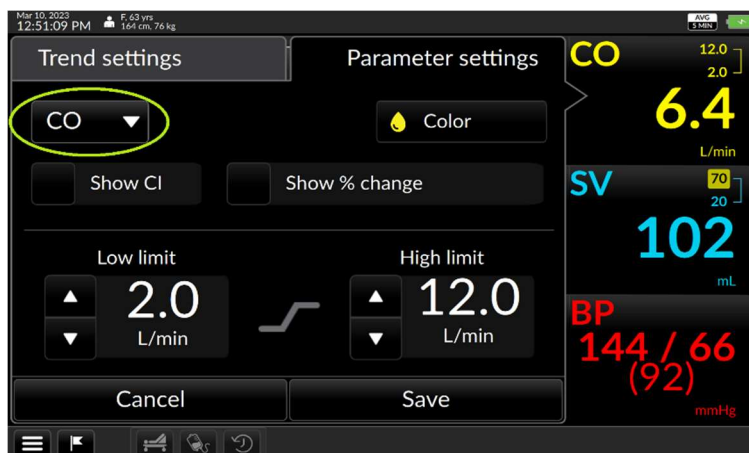 Mar 10, 2023
12:51:09 PM
F, 63 yrs
164 cm, 76 kg
AVG
5 MIN
Trend settings
Parameter settings
CO
Color
Show CI
Show % change
Low limit
High limit
2.0
L/min
12.0
L/min
Cancel
Save
CO
12.0
2.0
6.4
L/min
SV
70
20
102
mL
BP
144 / 66
(92)
mmHg